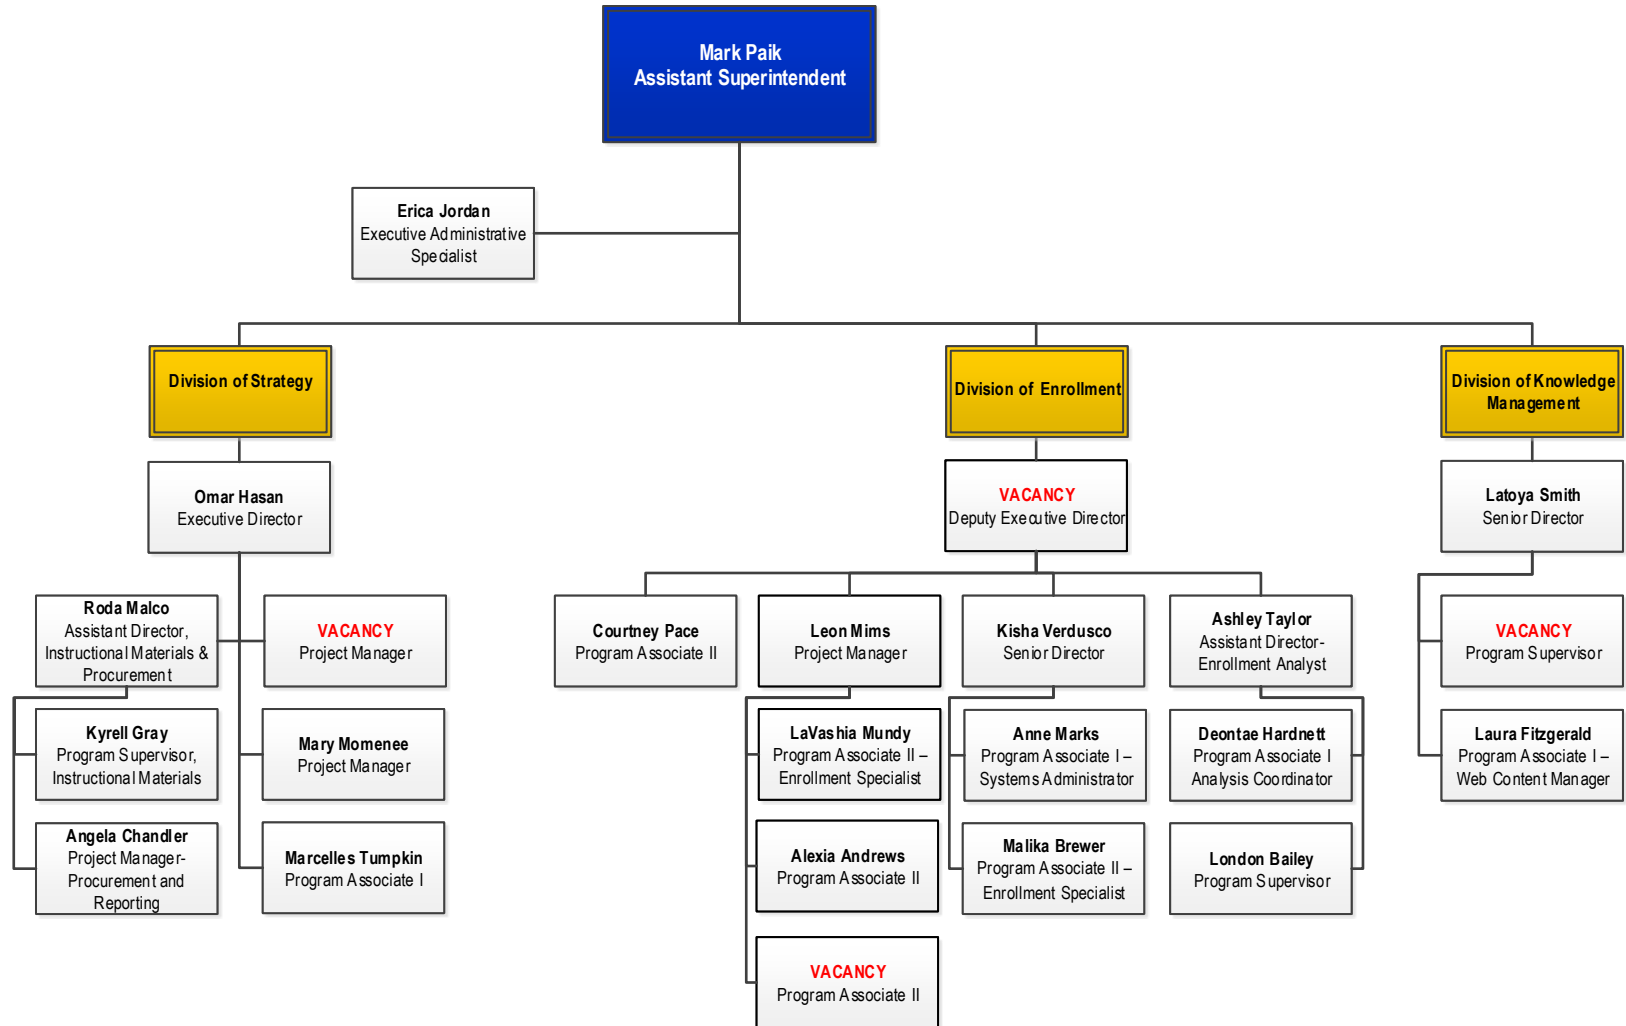 Mark Paik
Assistant Superintendent
Erica Jordan
Executive Administrative
Specialist
Division of Strategy
Division of Enrollment
Division of Knowledge
Management
Omar Hasan
Executive Director
VACANCY
Deputy Executive Director
Latoya Smith
Senior Director
Roda Malco
Assistant Director,
Instructional Materials &
Procurement
VACANCY
Project Manager
Kyrell Gray
Program Supervisor,
Instructional Materials
Mary Momenee
Project Manager
Angela Chandler
Project Manager-
Procurement and
Reporting
Marcelles Tumpkin
Program Associate I
Courtney Pace
Program Associate II
Leon Mims
Project Manager
Kisha Verdusco
Senior Director
Ashley Taylor
Assistant Director-
Enrollment Analyst
LaVashia Mundy
Program Associate II –
Enrollment Specialist
Anne Marks
Program Associate I –
Systems Administrator
Deontae Hardnett
Program Associate I
Analysis Coordinator
Alexia Andrews
Program Associate II
Malika Brewer
Program Associate II –
Enrollment Specialist
London Bailey
Program Supervisor
VACANCY
Program Associate II
VACANCY
Program Supervisor
Laura Fitzgerald
Program Associate I –
Web Content Manager